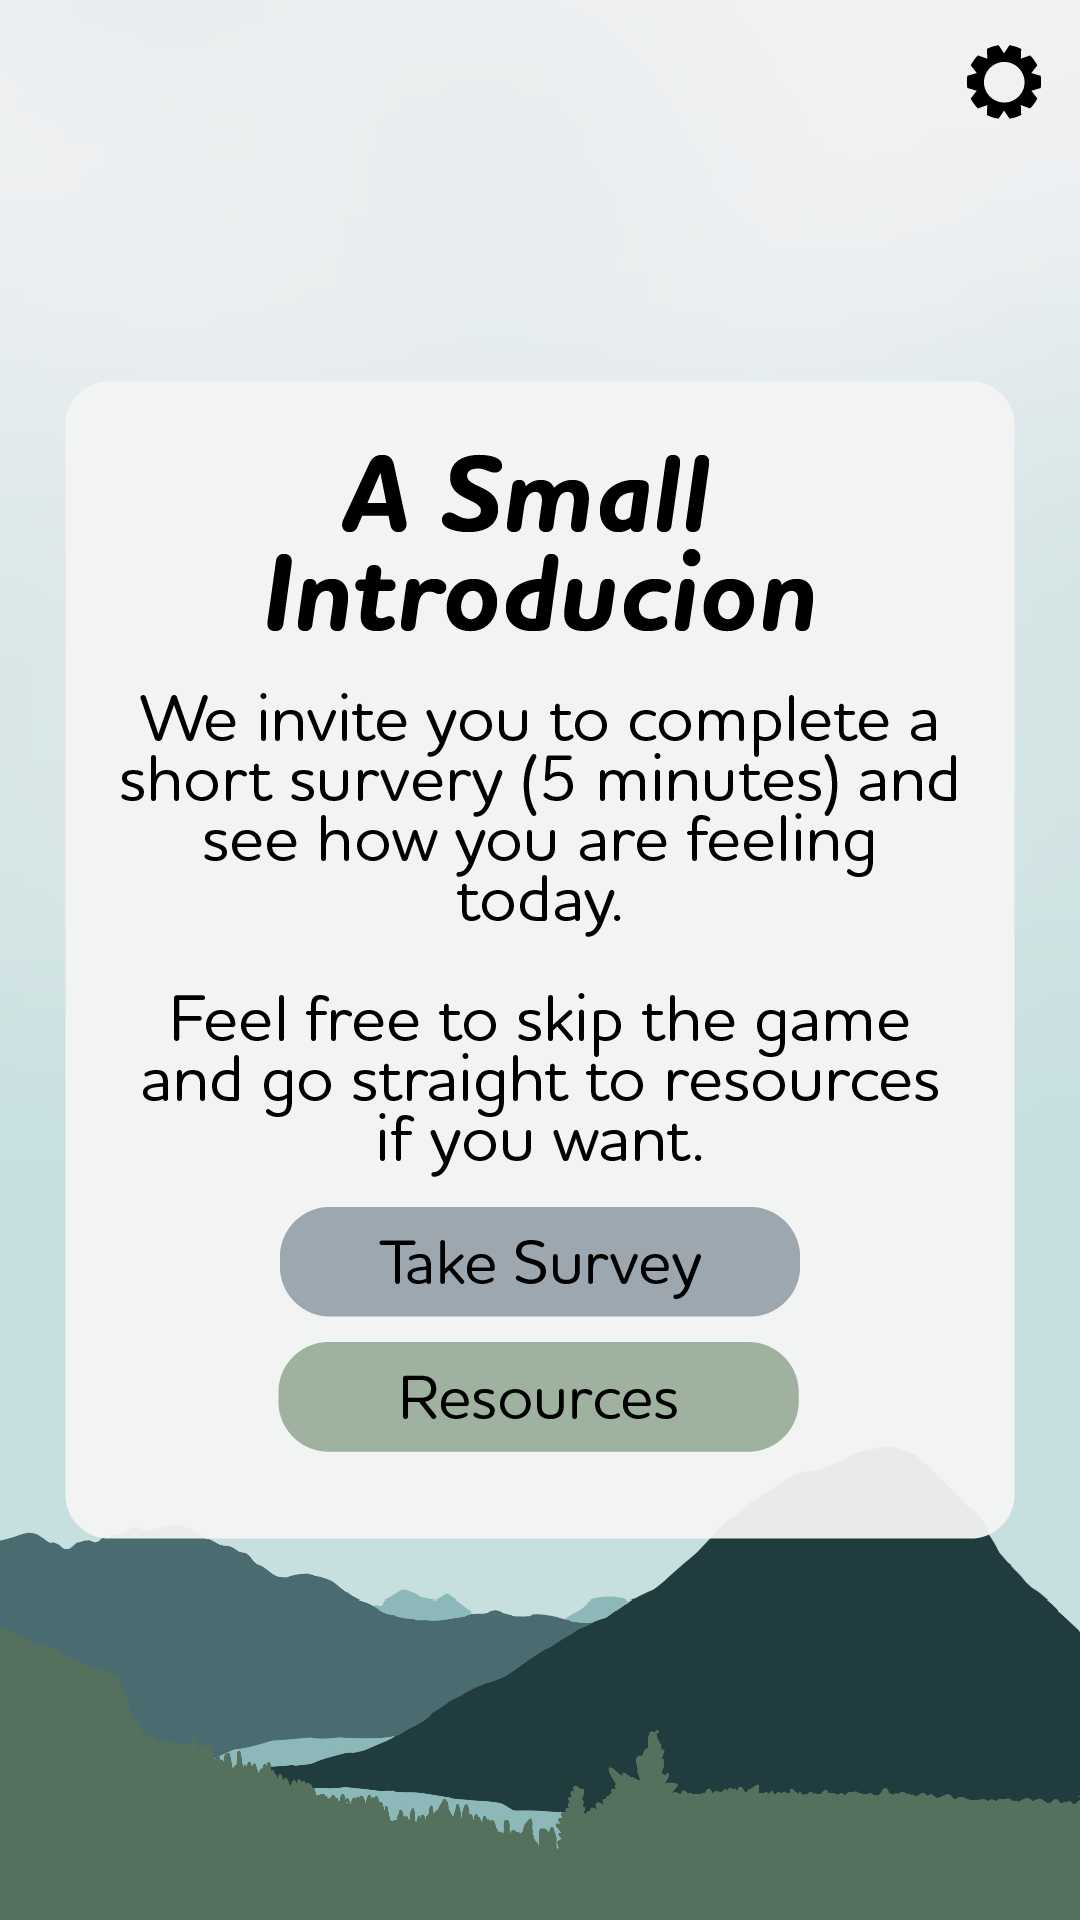 A Small
Introducion
We invite you to complete a
short survery (5 minutes) and
see how you are feeling
today.
Feel free to skip the game
and go straight to resources
if you want.
Take Survey
Resources